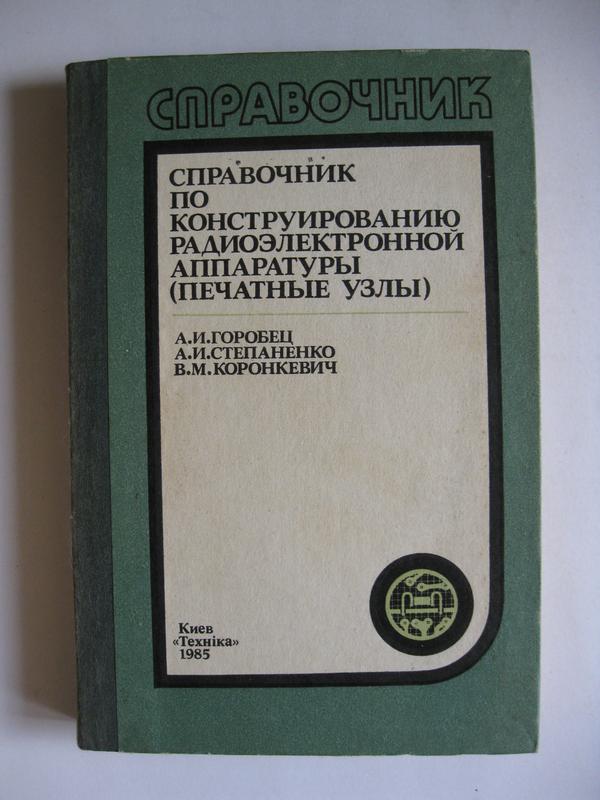 СПРАВОЧНИК
СПРАВОЧНИК
ПО
КОНСТРУИРОВАНИЮ
РАДИОЭЛЕКТРОННОЙ
АППАРАТУРЫ
(ПЕЧАТНЫЕ УЗЛЫ)
А.И.ГОРОБЕЦ
А.И.СТЕПАНЕНКО
В.М.КОРОНКЕВИЧ
Киев
«Техніка»
1985